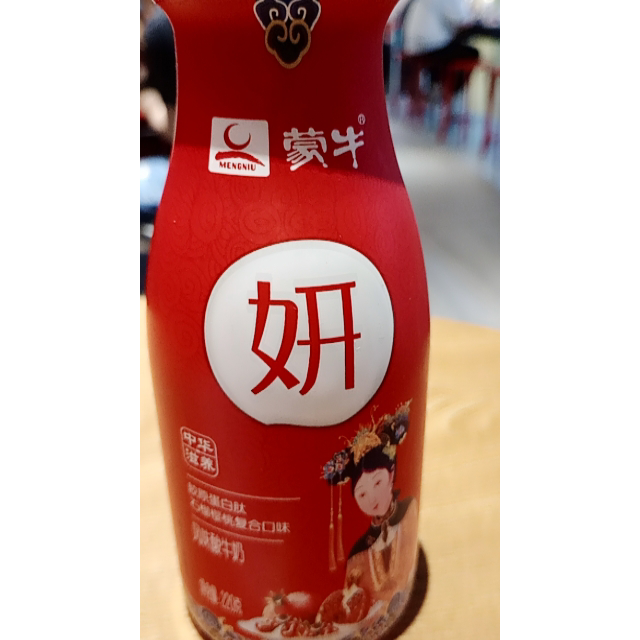 MENGNIU
蒙牛®
妍
中华
滋养
胶原蛋白肽
石榴樱桃复合口味
风味酸牛奶
220g